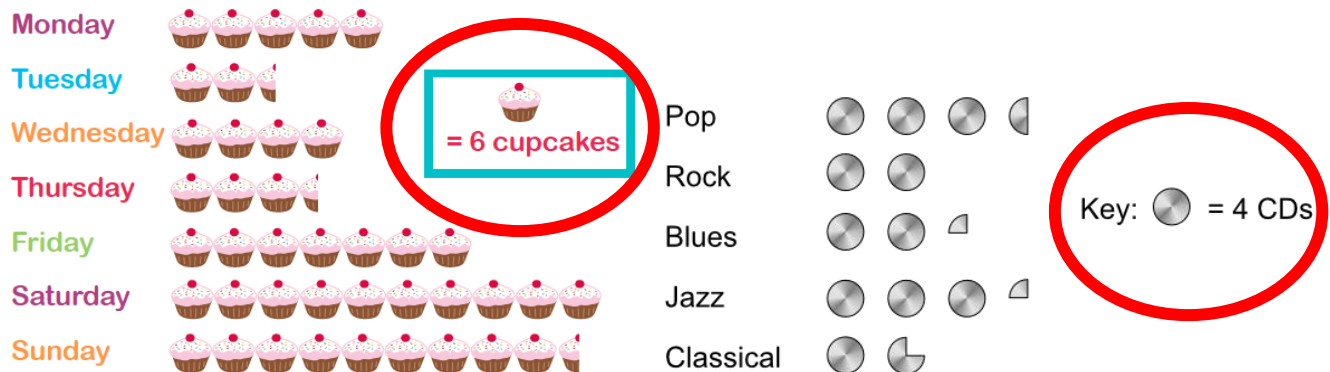 Monday
Tuesday
Wednesday
Thursday
Friday
Saturday
Sunday
= 6 cupcakes
Pop
Rock
Blues
Jazz
Classical
Key: = 4 CDs